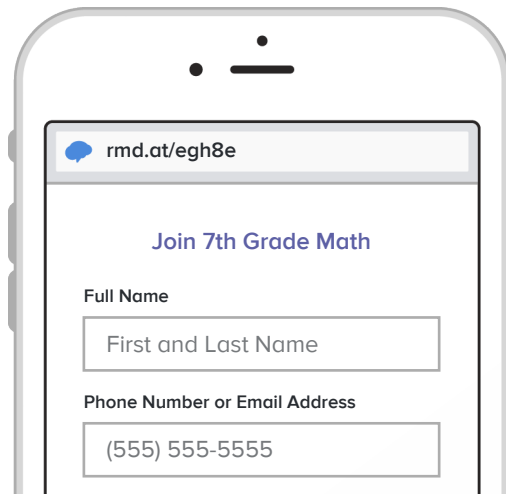 rmd.at/egh8e
Join 7th Grade Math
Full Name
First and Last Name
Phone Number or Email Address
(555) 555-5555